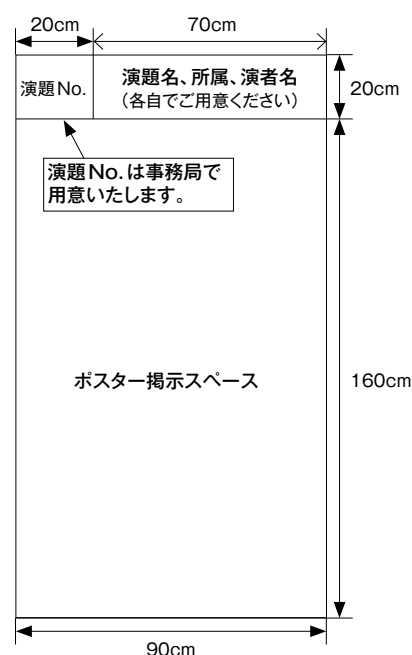 20cm 70cm
演題No.
演題名、所属、演者名
（各自でご用意ください）
20cm
演題No.は事務局で
用意いたします。
ポスター掲示スペース
160cm
90cm